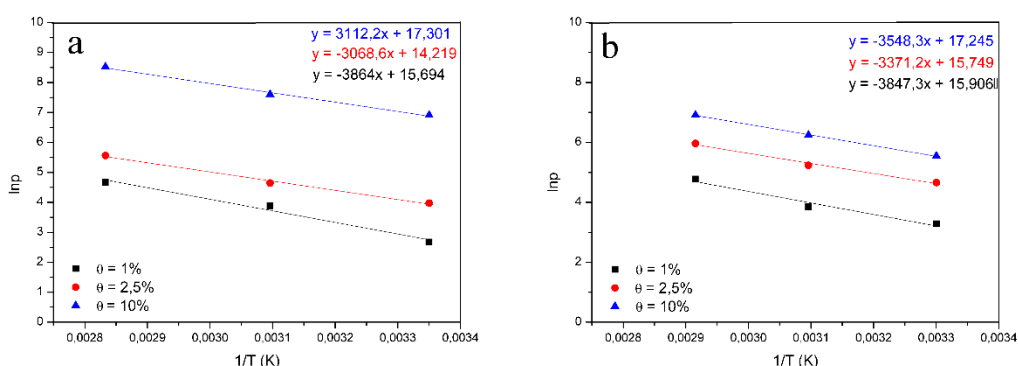 a
y = 3112,2x + 17,301
y = -3068,6x + 14,219
y = -3864x + 15,694
10
9
8
7
6
5
4
3
2
1
0
lnp
θ = 1%
θ = 2,5%
θ = 10%
0,0028 0,0029 0,0030 0,0031 0,0032 0,0033 0,0034
1/T (K)
b
y = -3548,3x + 17,245
y = -3371,2x + 15,749
y = -3847,3x + 15,906
10
8
6
4
2
0
lnp
θ = 1%
θ = 2,5%
θ = 10%
0,0028 0,0029 0,0030 0,0031 0,0032 0,0033 0,0034
1/T (K)